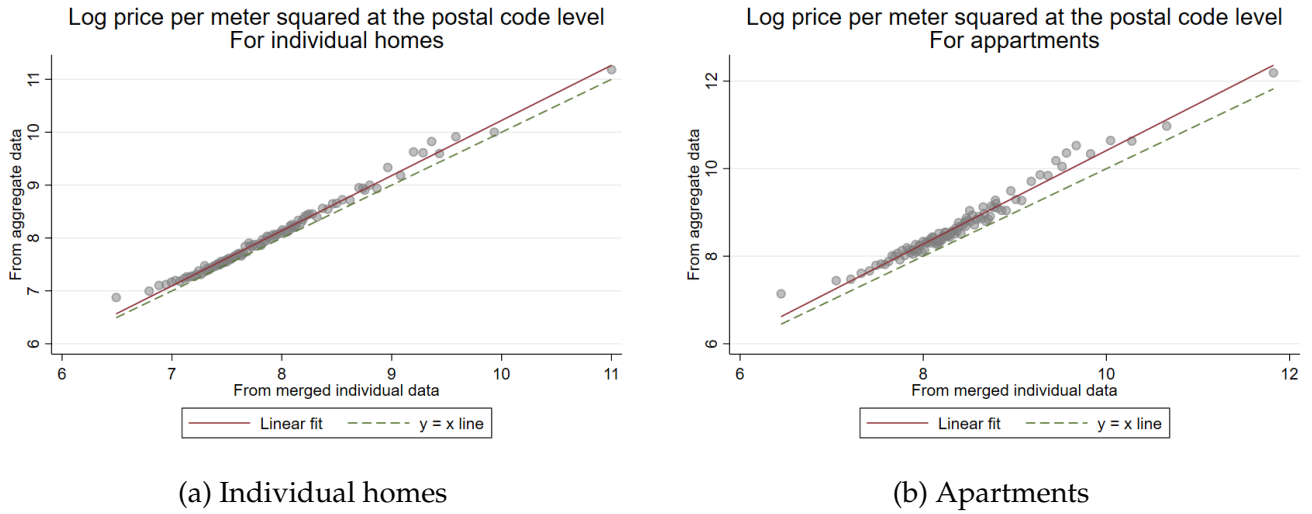 Log price per meter squared at the postal code level
For individual homes
From aggregate data
11
10
9
8
7
6
6 7 8 9 10 11
From merged individual data
Linear fit y = x line
(a) Individual homes
Log price per meter squared at the postal code level
For appartments
From aggregate data
12
10
8
6
6 8 10 12
From merged individual data
Linear fit y = x line
(b) Apartments